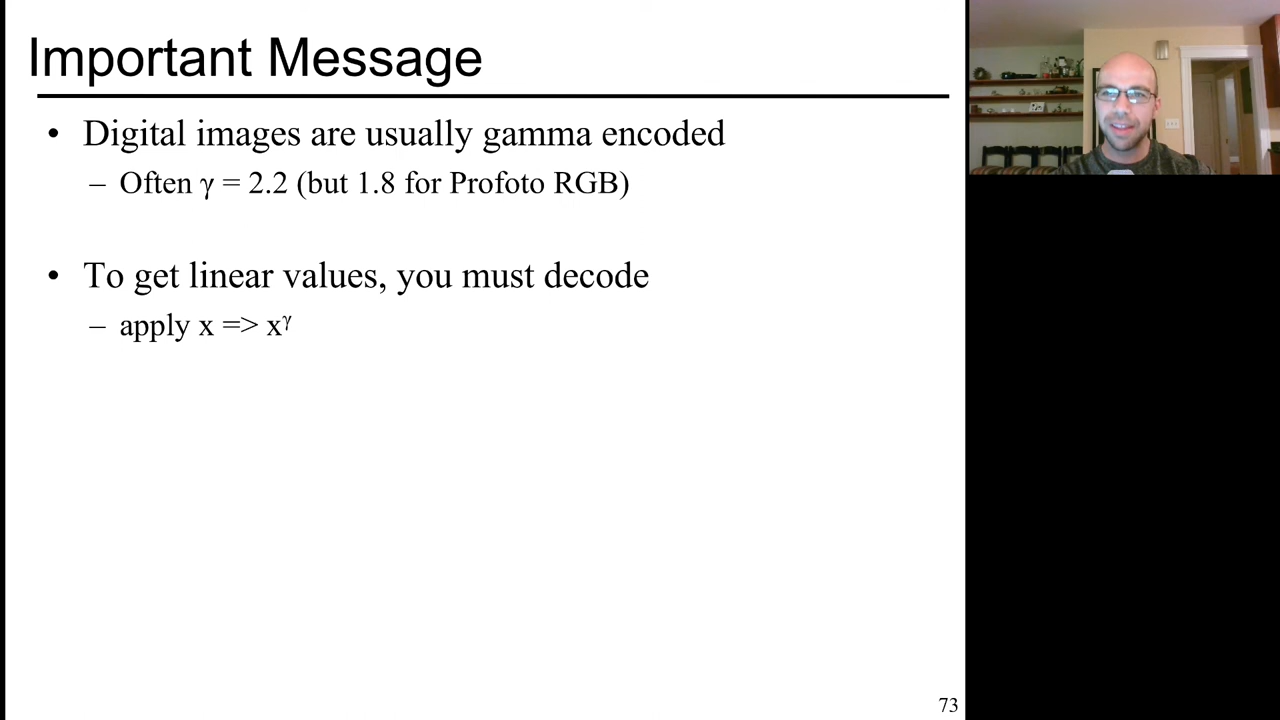 Important Message
• Digital images are usually gamma encoded
– Often γ = 2.2 (but 1.8 for Profoto RGB)
• To get linear values, you must decode
– apply x => xᵞ
73